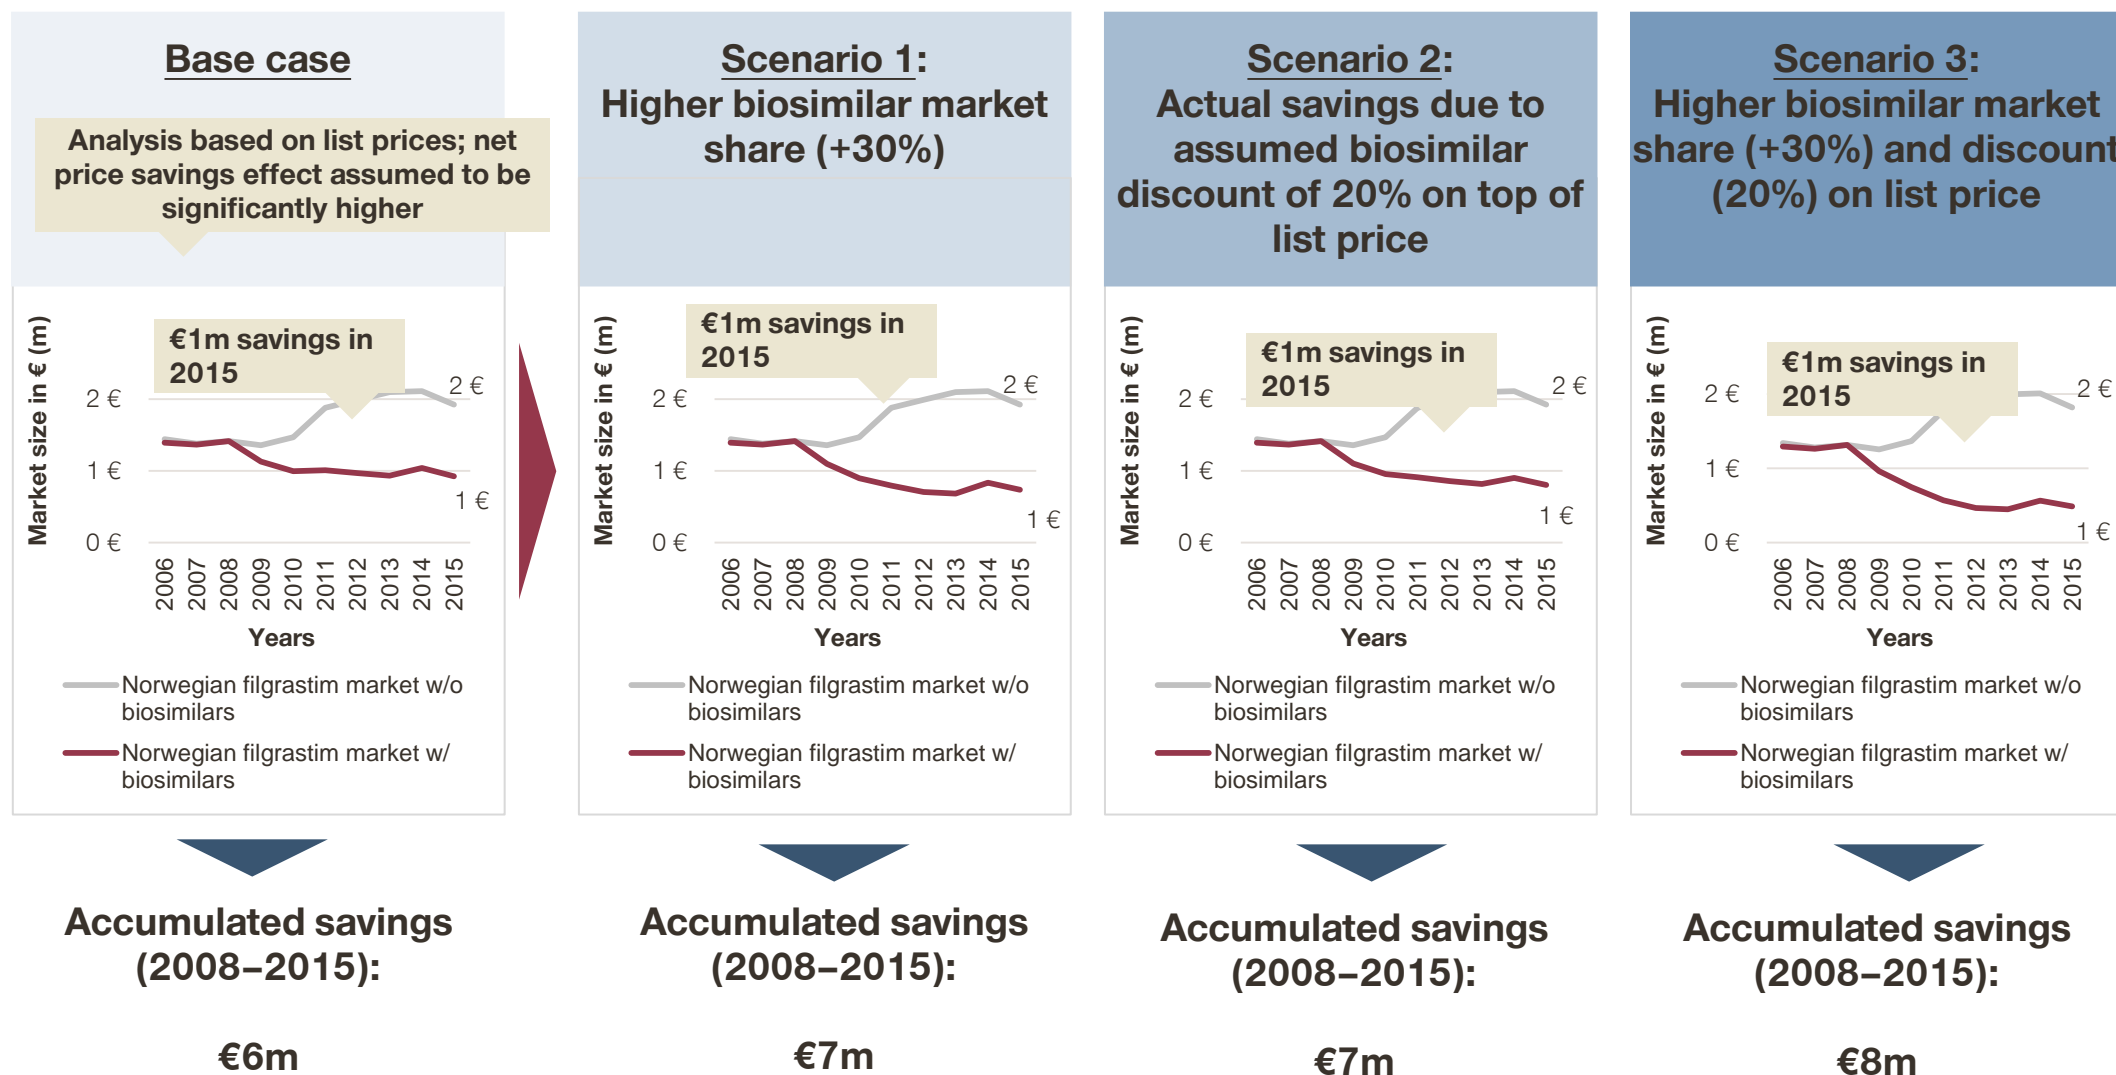 Base case
Analysis based on list prices; net
price savings effect assumed to be
significantly higher
Market size in € (m)
€1m savings in
2015
2 €
1 €
0 €
2 €
1 €
2006
2007
2008
2009
2010
2011
2012
2013
2014
2015
Years
Norwegian filgrastim market w/o
biosimilars
Norwegian filgrastim market w/
biosimilars
Accumulated savings
(2008–2015):
€6m
Scenario 1:
Higher biosimilar market
share (+30%)
Market size in € (m)
€1m savings in
2015
2 €
1 €
0 €
2 €
1 €
2006
2007
2008
2009
2010
2011
2012
2013
2014
2015
Years
Norwegian filgrastim market w/o
biosimilars
Norwegian filgrastim market w/
biosimilars
Accumulated savings
(2008–2015):
€7m
Scenario 2:
Actual savings due to
assumed biosimilar
discount of 20% on top of
list price
Market size in € (m)
€1m savings in
2015
2 €
1 €
0 €
2 €
1 €
2006
2007
2008
2009
2010
2011
2012
2013
2014
2015
Years
Norwegian filgrastim market w/o
biosimilars
Norwegian filgrastim market w/
biosimilars
Accumulated savings
(2008–2015):
€7m
Scenario 3:
Higher biosimilar market
share (+30%) and discount
(20%) on list price
Market size in € (m)
€1m savings in
2015
2 €
1 €
0 €
2 €
1 €
2006
2007
2008
2009
2010
2011
2012
2013
2014
2015
Years
Norwegian filgrastim market w/o
biosimilars
Norwegian filgrastim market w/
biosimilars
Accumulated savings
(2008–2015):
€8m